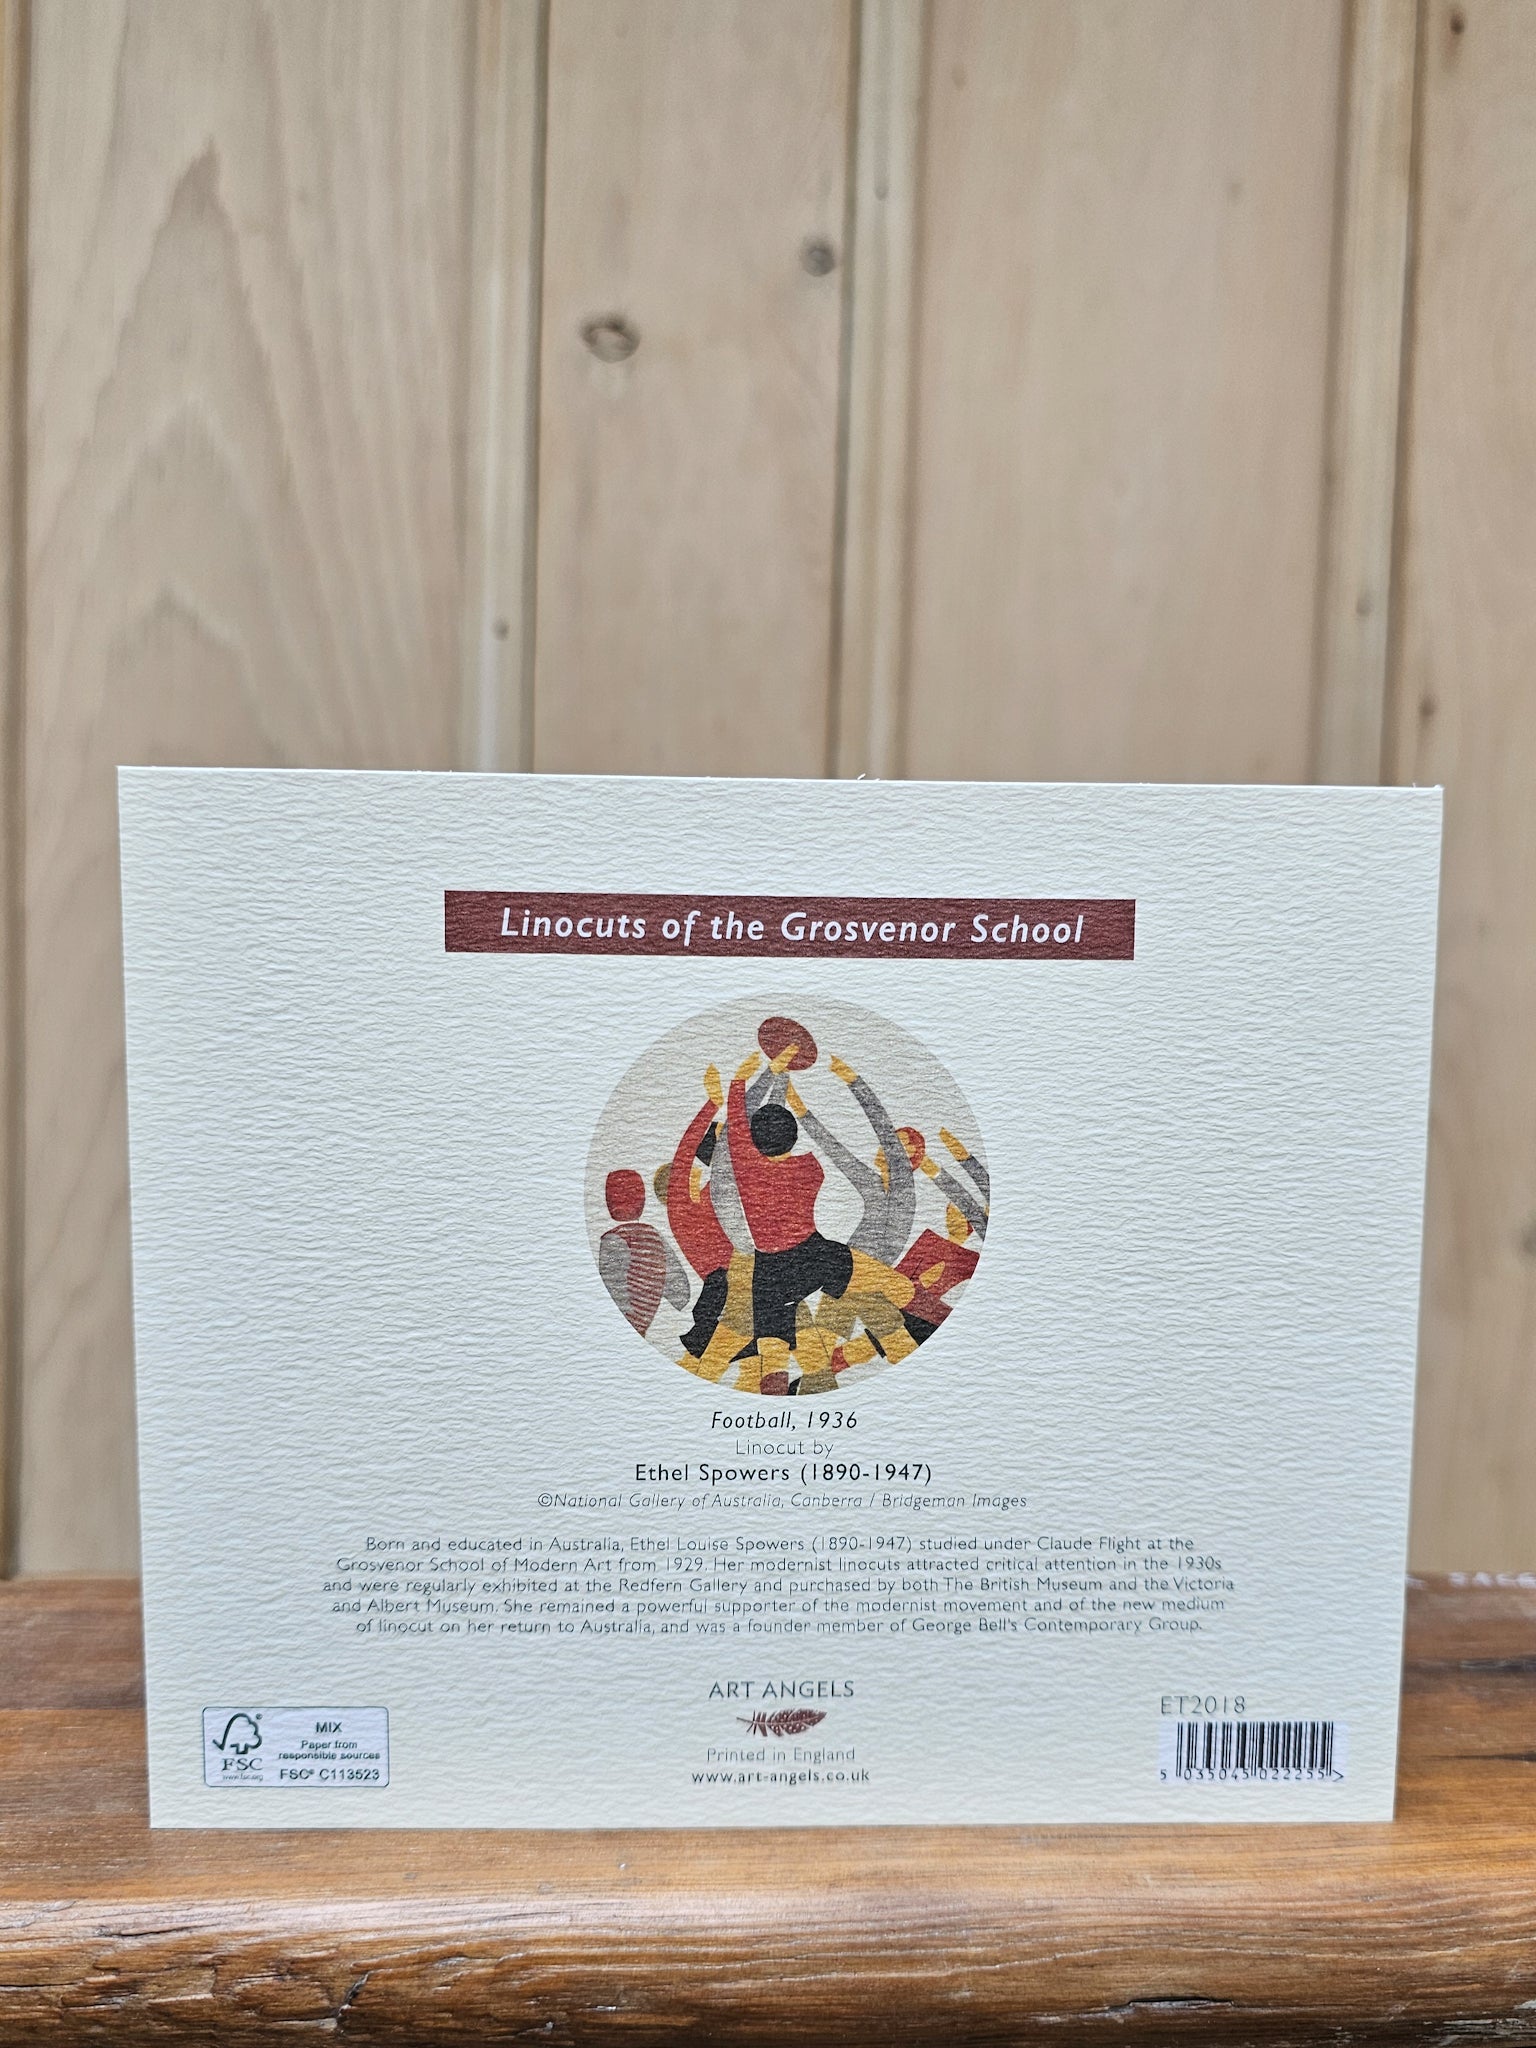 Linocuts of the Grosvenor School
Football, 1936
Linocut by
Ethel Spowers (1890-1947)
©National Gallery of Australia, Canberra / Bridgeman Images
Born and educated in Australia, Ethel Louise Spowers (1890-1947) studied under Claude Flight at the
Grosvenor School of Modern Art from 1929. Her modernist linocuts attracted critical attention in the 1930s
and were regularly exhibited at the Redfern Gallery and purchased by both The British Museum and the Victoria
and Albert Museum. She remained a powerful supporter of the modernist movement and of the new medium
of linocut on her return to Australia, and was a founder member of George Bell's Contemporary Group.
ART ANGELS
Printed in England
www.art-angels.co.uk
FSC
www.fsc.org
MIX
Paper from
responsible sources
FSC® C113523
ET2018
5 035045 022255 >